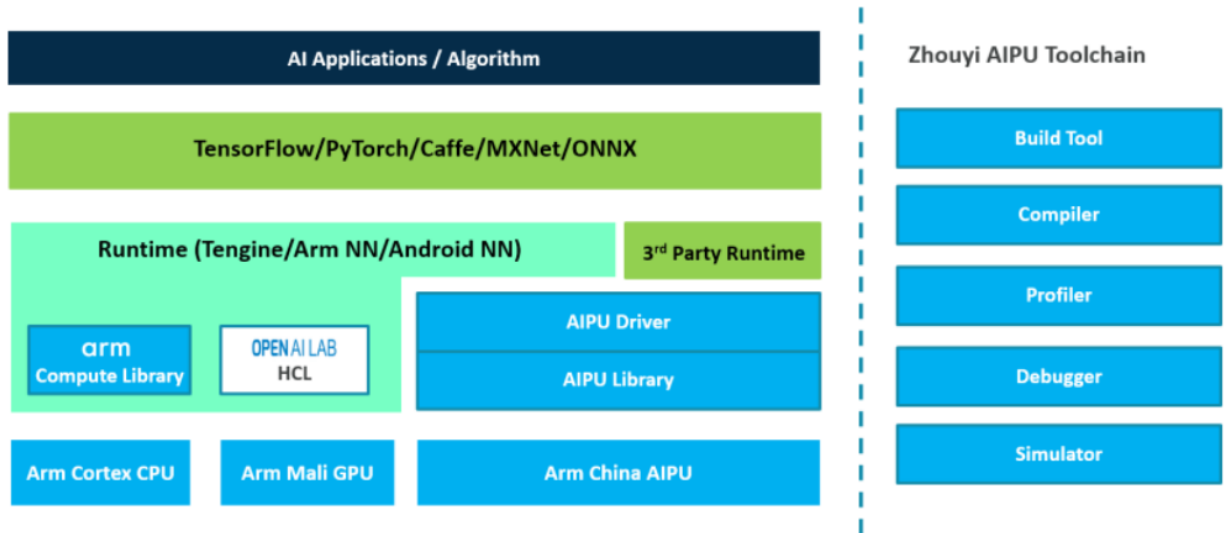 AI Applications / Algorithm
TensorFlow/PyTorch/Caffe/MXNet/ONNX
Runtime (Tengine/Arm NN/Android NN)
3rd Party Runtime
arm
Compute Library
OPEN AI LAB
HCL
AIPU Driver
AIPU Library
Arm Cortex CPU
Arm Mali GPU
Arm China AIPU
Zhouyi AIPU Toolchain
Build Tool
Compiler
Profiler
Debugger
Simulator